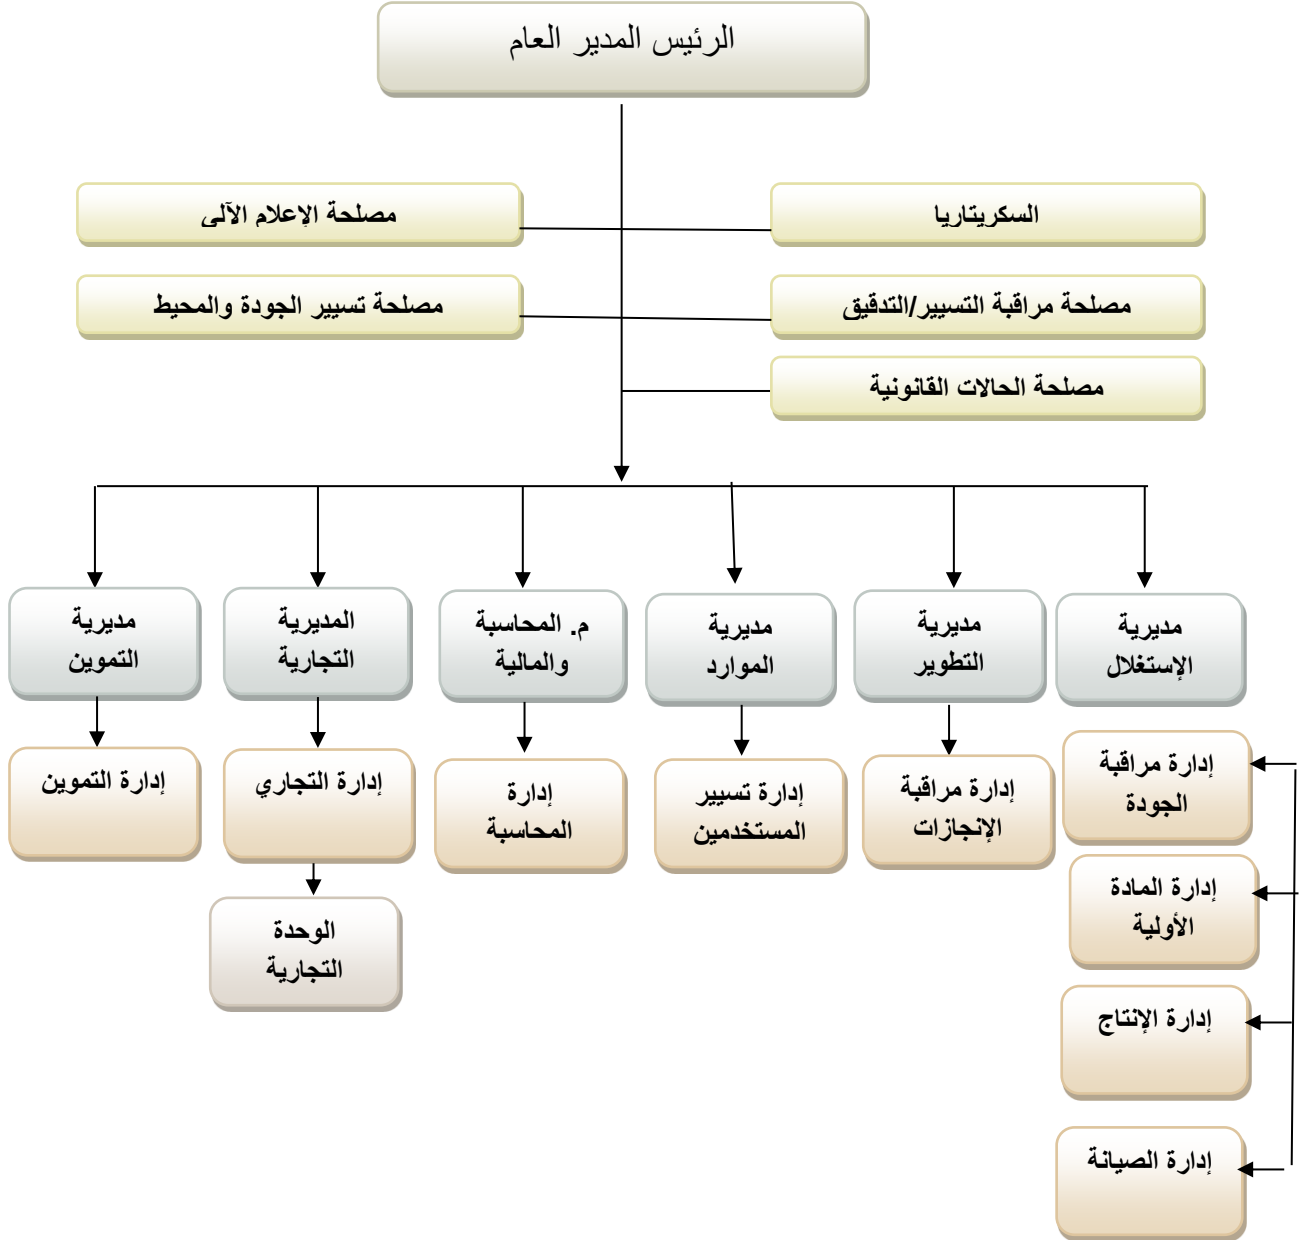 الرئيس المدير العام
السكريتاريا
مصلحة الإعلام الآلي
مصلحة مراقبة التسيير/التدقيق
مصلحة تسيير الجودة والمحيط
مصلحة الحالات القانونية
مديرية
الإستغلال
مديرية
التطوير
مديرية
الموارد
م. المحاسبة
والمالية
المديرية
التجارية
مديرية
التموين
إدارة مراقبة
الجودة
إدارة مراقبة
الإنجازات
إدارة تسيير
المستخدمين
إدارة
المحاسبة
إدارة التجاري
إدارة التموين
إدارة المادة
الأولية
الوحدة
التجارية
إدارة الإنتاج
إدارة الصيانة